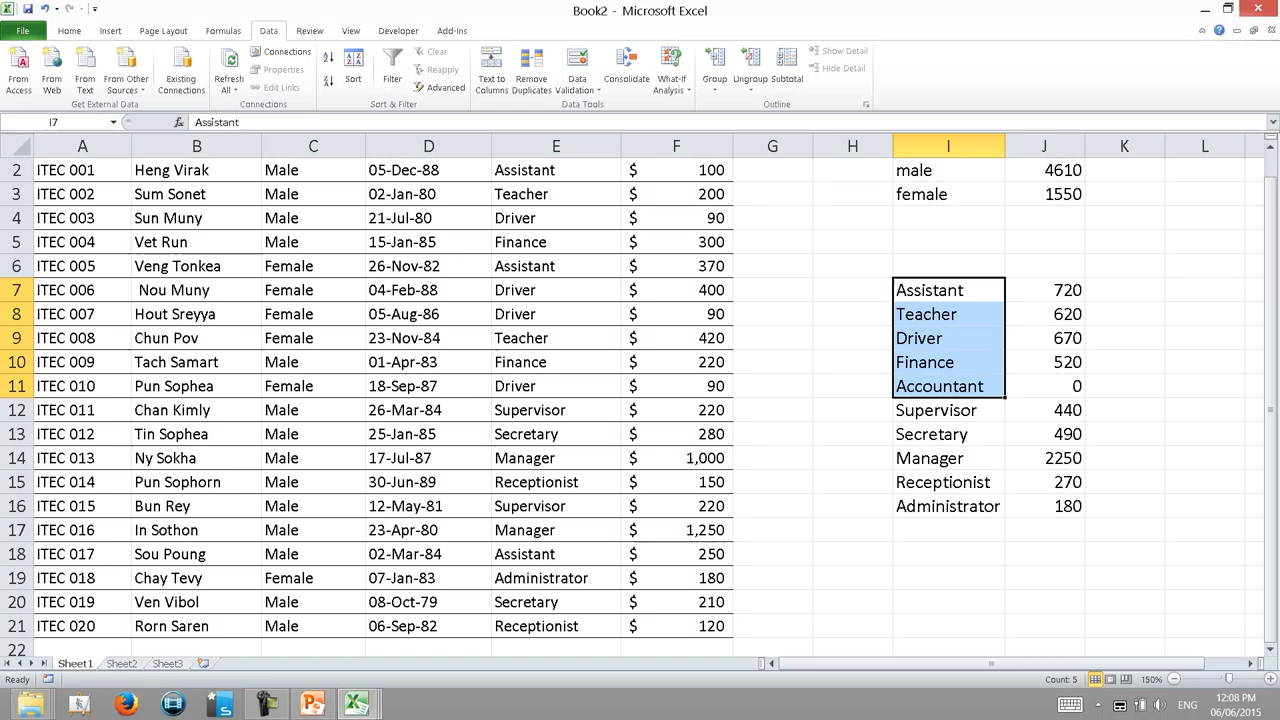 Book2 - Microsoft Excel
File Home Insert Page Layout Formulas Data Review View Developer Add-Ins
From Access From Web From Text From Other Sources Existing Connections Refresh All Connections Properties Edit Links Sort Filter Clear Reapply Advanced Text to Columns Remove Duplicates Data Validation Consolidate What-If Analysis Group Ungroup Subtotal Show Detail Hide Detail
Get External Data Connections Sort & Filter Data Tools Outline
I7 fx Assistant
A B C D E F G H I J K L
2 ITEC 001 Heng Virak Male 05-Dec-88 Assistant $ 100 male 4610
3 ITEC 002 Sum Sonet Male 02-Jan-80 Teacher $ 200 female 1550
4 ITEC 003 Sun Muny Male 21-Jul-80 Driver $ 90
5 ITEC 004 Vet Run Male 15-Jan-85 Finance $ 300
6 ITEC 005 Veng Tonkea Female 26-Nov-82 Assistant $ 370
7 ITEC 006 Nou Muny Female 04-Feb-88 Driver $ 400 Assistant 720
8 ITEC 007 Hout Sreyya Female 05-Aug-86 Driver $ 90 Teacher 620
9 ITEC 008 Chun Pov Female 23-Nov-84 Teacher $ 420 Driver 670
10 ITEC 009 Tach Samart Male 01-Apr-83 Finance $ 220 Finance 520
11 ITEC 010 Pun Sophea Female 18-Sep-87 Driver $ 90 Accountant 0
12 ITEC 011 Chan Kimly Male 26-Mar-84 Supervisor $ 220 Supervisor 440
13 ITEC 012 Tin Sophea Male 25-Jan-85 Secretary $ 280 Secretary 490
14 ITEC 013 Ny Sokha Male 17-Jul-87 Manager $ 1,000 Manager 2250
15 ITEC 014 Pun Sophorn Male 30-Jun-89 Receptionist $ 150 Receptionist 270
16 ITEC 015 Bun Rey Male 12-May-81 Supervisor $ 220 Administrator 180
17 ITEC 016 In Sothon Male 23-Apr-80 Manager $ 1,250
18 ITEC 017 Sou Poung Male 02-Mar-84 Assistant $ 250
19 ITEC 018 Chay Tevy Female 07-Jan-83 Administrator $ 180
20 ITEC 019 Ven Vibol Male 08-Oct-79 Secretary $ 210
21 ITEC 020 Rorn Saren Male 06-Sep-82 Receptionist $ 120
22
Sheet1 Sheet2 Sheet3
Ready Count: 5 150%
ENG 12:08 PM
06/06/2015